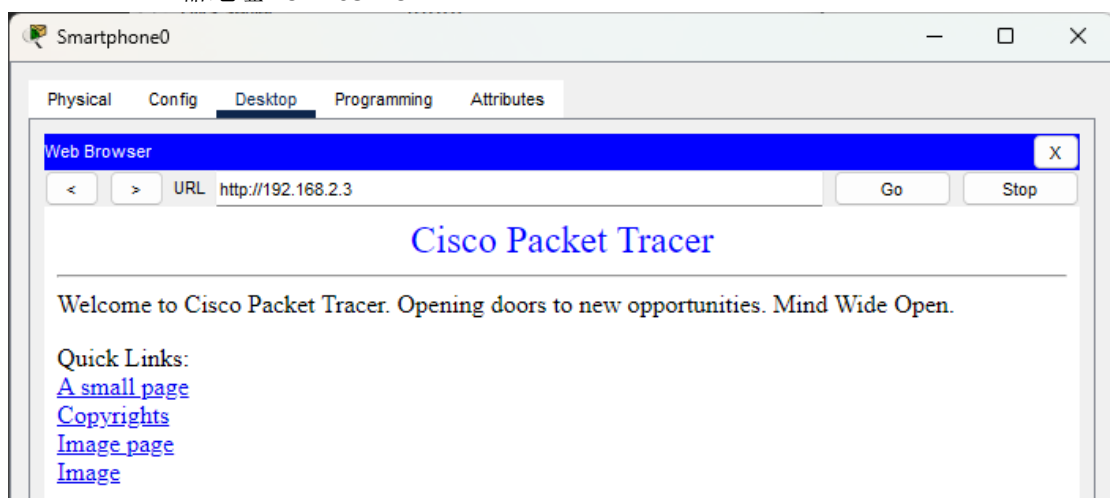 Smartphone0
Physical Config Desktop Programming Attributes
Web Browser X
< > URL http://192.168.2.3 Go Stop
Cisco Packet Tracer
Welcome to Cisco Packet Tracer. Opening doors to new opportunities. Mind Wide Open.
Quick Links:
A small page
Copyrights
Image page
Image